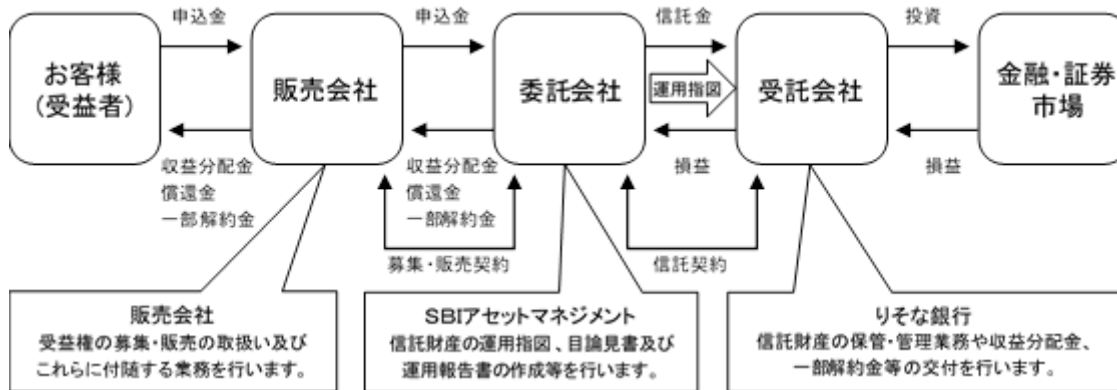 申込金
申込金
信託金
投資
お客様
（受益者）
販売会社
委託会社
運用指図
受託会社
金融・証券
市場
収益分配金
償還金
一部解約金
収益分配金
償還金
一部解約金
損益
損益
募集・販売契約
信託契約
販売会社
受益権の募集・販売の取扱い及び
これらに付随する業務を行います。
SBIアセットマネジメント
信託財産の運用指図、目論見書及び
運用報告書の作成等を行います。
りそな銀行
信託財産の保管・管理業務や収益分配金、
一部解約金等の交付を行います。